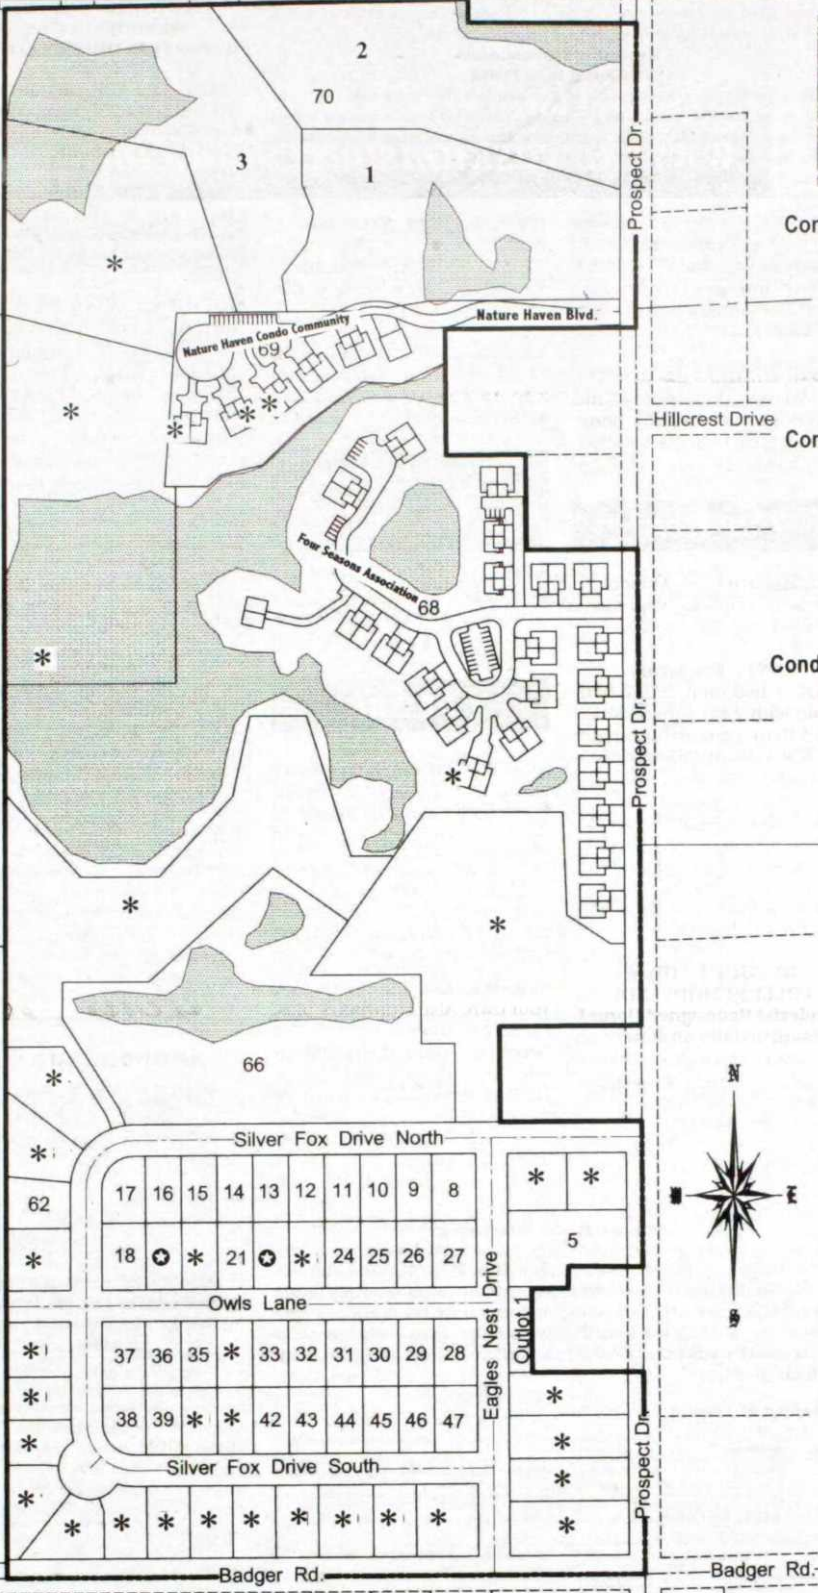 2
70
3
1
Prospect Dr.
Con
*
Nature Haven Condo Community
Nature Haven Blvd.
69
*
* * *
Hillcrest Drive
Con
Four Seasons Association
68
*
Cond
Prospect Dr.
*
*
*
66
*
N
E
S
Silver Fox Drive North
*
* *
17 16 15 14 13 12 11 10 9 8
62
5
* 18 ✪ * 21 ✪ * 24 25 26 27
Eagles Nest Drive
Owls Lane
Outlot 1
* 37 36 35 * 33 32 31 30 29 28
*
*
* 38 39 * * 42 43 44 45 46 47
*
Silver Fox Drive South
*
Prospect Dr.
* * * * * * * * * *
*
Badger Rd.
Badger Rd.